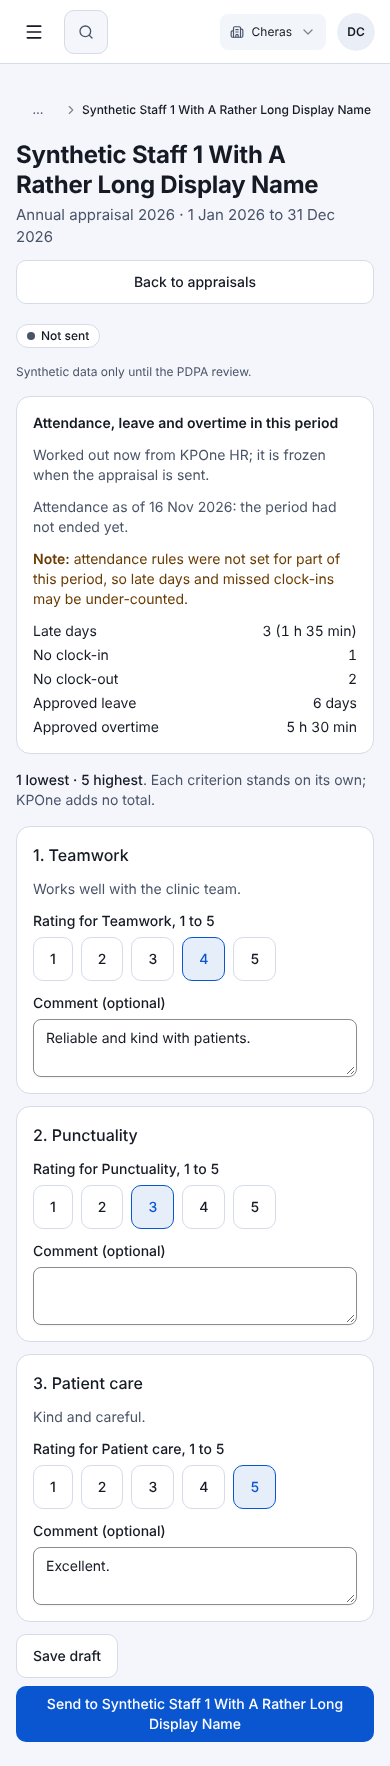 Cheras
DC
... > Synthetic Staff 1 With A Rather Long Display Name
Synthetic Staff 1 With A
Rather Long Display Name
Annual appraisal 2026 · 1 Jan 2026 to 31 Dec
2026
Back to appraisals
Not sent
Synthetic data only until the PDPA review.
Attendance, leave and overtime in this period
Worked out now from KPOne HR; it is frozen
when the appraisal is sent.
Attendance as of 16 Nov 2026: the period had
not ended yet.
Note: attendance rules were not set for part of
this period, so late days and missed clock-ins
may be under-counted.
Late days 3 (1 h 35 min)
No clock-in 1
No clock-out 2
Approved leave 6 days
Approved overtime 5 h 30 min
1 lowest · 5 highest. Each criterion stands on its own;
KPOne adds no total.
1. Teamwork
Works well with the clinic team.
Rating for Teamwork, 1 to 5
1 2 3 4 5
Comment (optional)
Reliable and kind with patients.
2. Punctuality
Rating for Punctuality, 1 to 5
1 2 3 4 5
Comment (optional)
3. Patient care
Kind and careful.
Rating for Patient care, 1 to 5
1 2 3 4 5
Comment (optional)
Excellent.
Save draft
Send to Synthetic Staff 1 With A Rather Long
Display Name